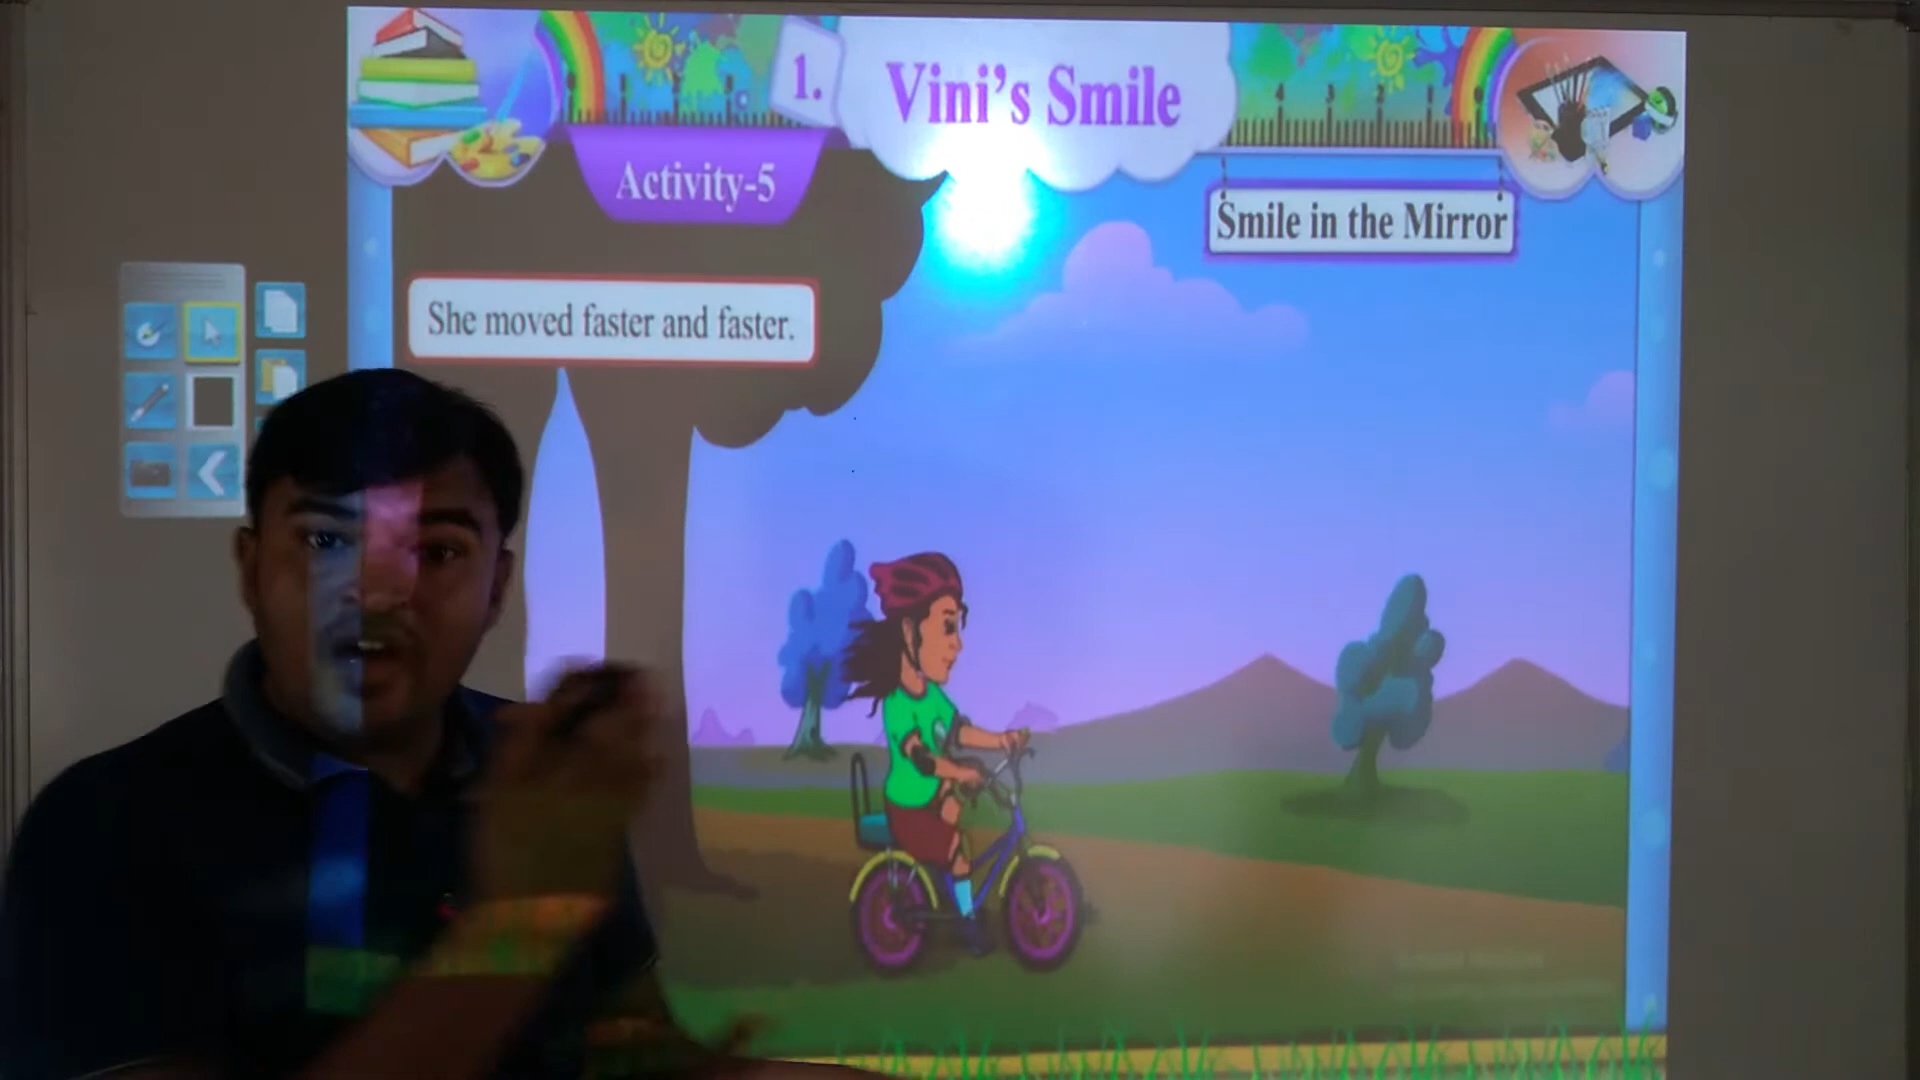 1.
Vini's Smile
Activity-5
Smile in the Mirror
She moved faster and faster.